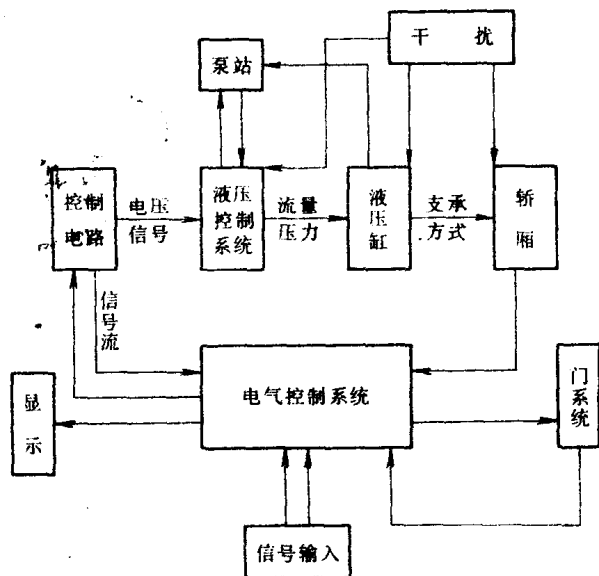 干 扰
泵站
控制
电路
电压
信号
液压
控制
系统
流量
压力
液压缸
支承
方式
轿厢
信号流
电气控制系统
显示
门系统
信号输入